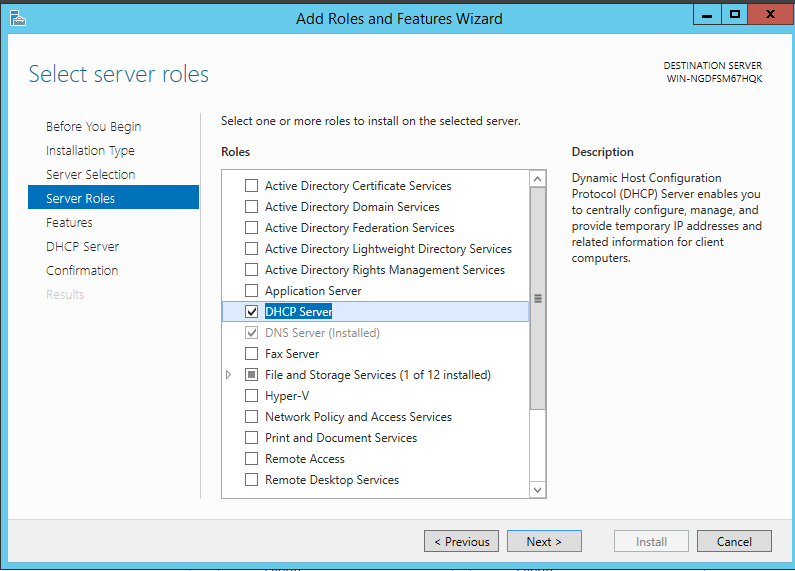 Add Roles and Features Wizard
Select server roles
DESTINATION SERVER
WIN-NGDFSM67HQK
Before You Begin
Installation Type
Server Selection
Server Roles
Features
DHCP Server
Confirmation
Results
Select one or more roles to install on the selected server.
Roles
Active Directory Certificate Services
Active Directory Domain Services
Active Directory Federation Services
Active Directory Lightweight Directory Services
Active Directory Rights Management Services
Application Server
DHCP Server
DNS Server (Installed)
Fax Server
File and Storage Services (1 of 12 installed)
Hyper-V
Network Policy and Access Services
Print and Document Services
Remote Access
Remote Desktop Services
Description
Dynamic Host Configuration
Protocol (DHCP) Server enables you
to centrally configure, manage, and
provide temporary IP addresses and
related information for client
computers.
< Previous
Next >
Install
Cancel